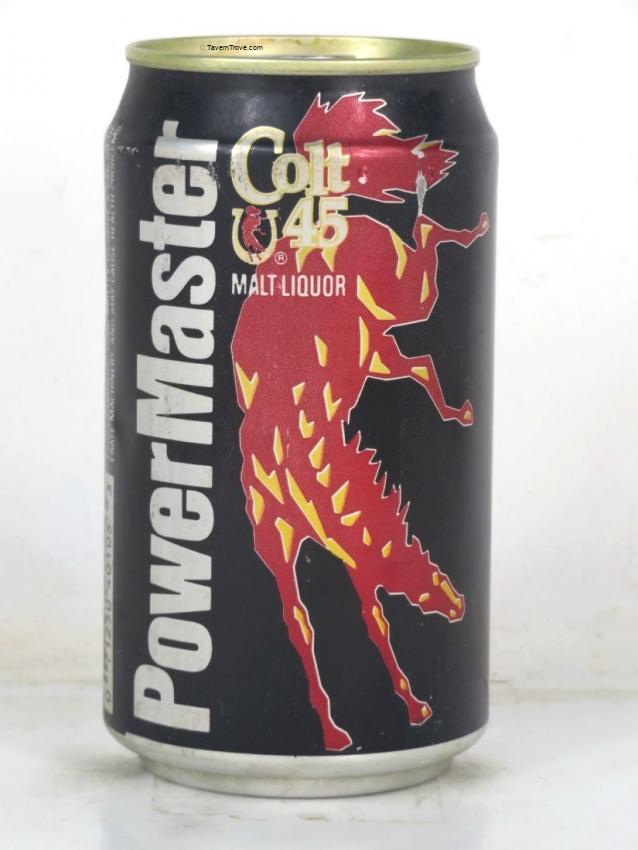 © TavernTrove.com
PowerMaster
Colt
45
®
MALT LIQUOR